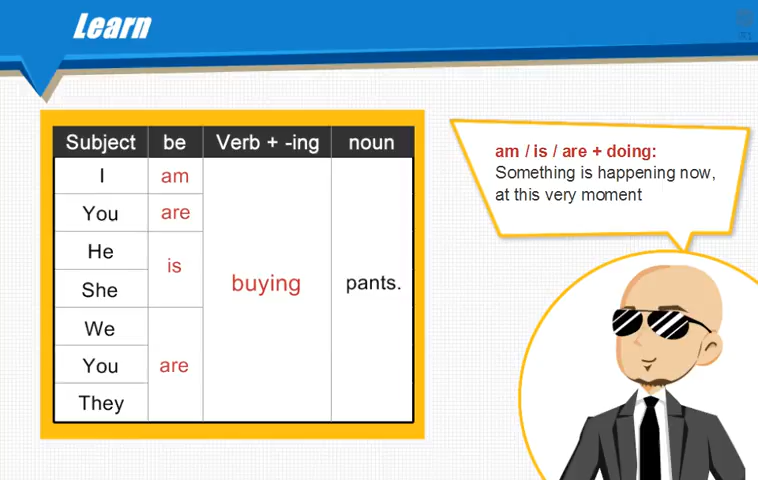 Learn
Subject be Verb + -ing noun
I am
You are
He
is
She
buying pants.
We
You are
They
am / is / are + doing:
Something is happening now,
at this very moment